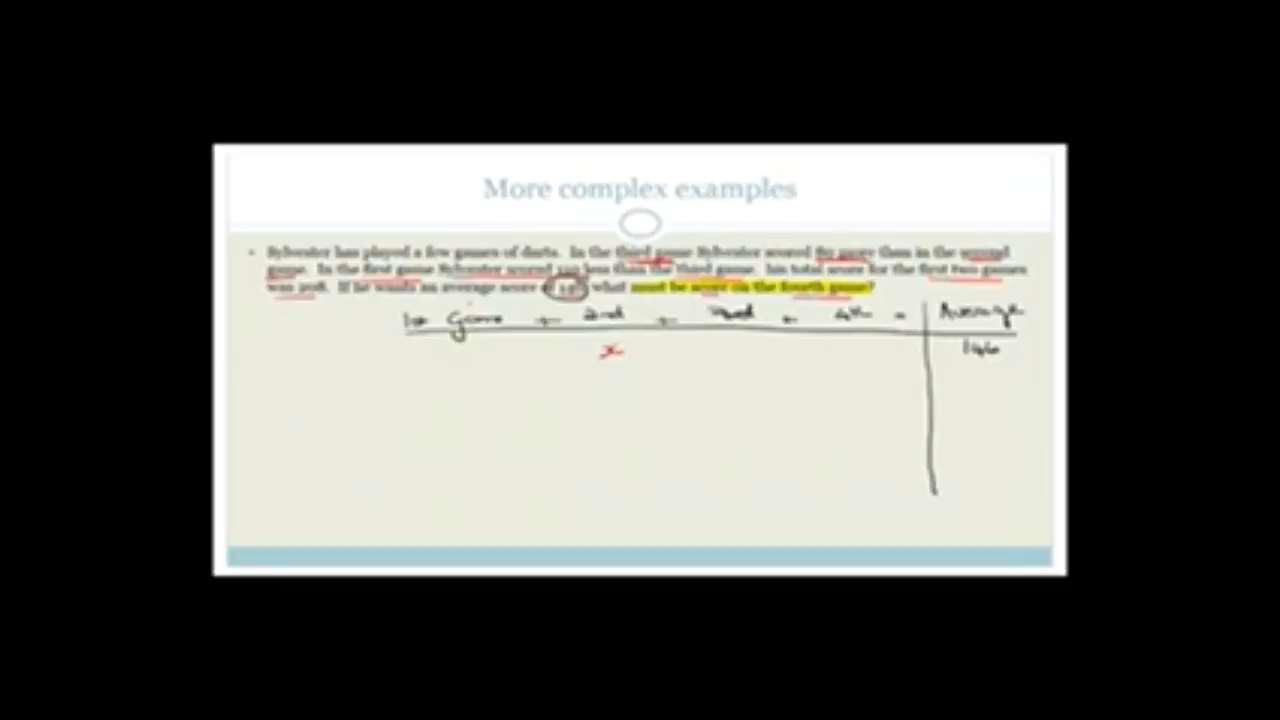 More complex examples
• Sylvester has played a few games of darts. In the third game Sylvester scored 80 more than in the second
game. In the first game Sylvester scored less than the third game. his total score for the first two games
was 208. If he wants an average score of what must be score on the fourth game?
1st Game + 2nd + + 4th = Average
x 146